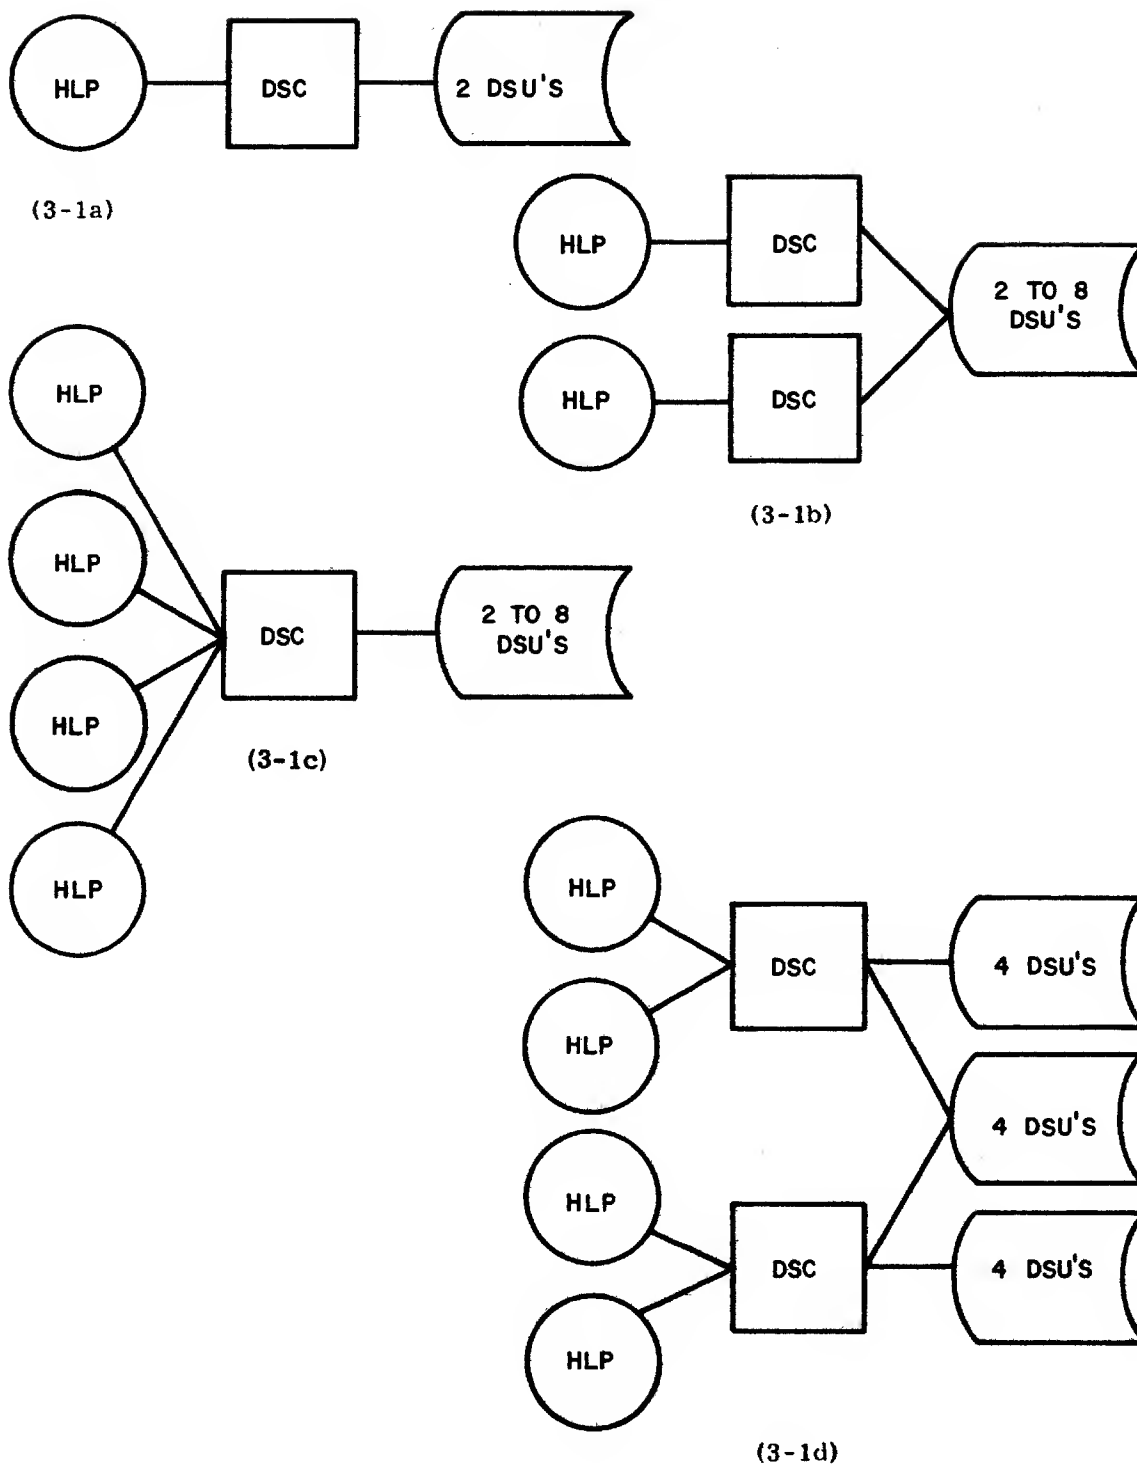 HLP
DSC
2 DSU'S
(3-1a)
HLP
DSC
2 TO 8
DSU'S
HLP
DSC
(3-1b)
HLP
HLP
HLP
HLP
DSC
2 TO 8
DSU'S
(3-1c)
HLP
HLP
DSC
4 DSU'S
4 DSU'S
HLP
HLP
DSC
4 DSU'S
(3-1d)